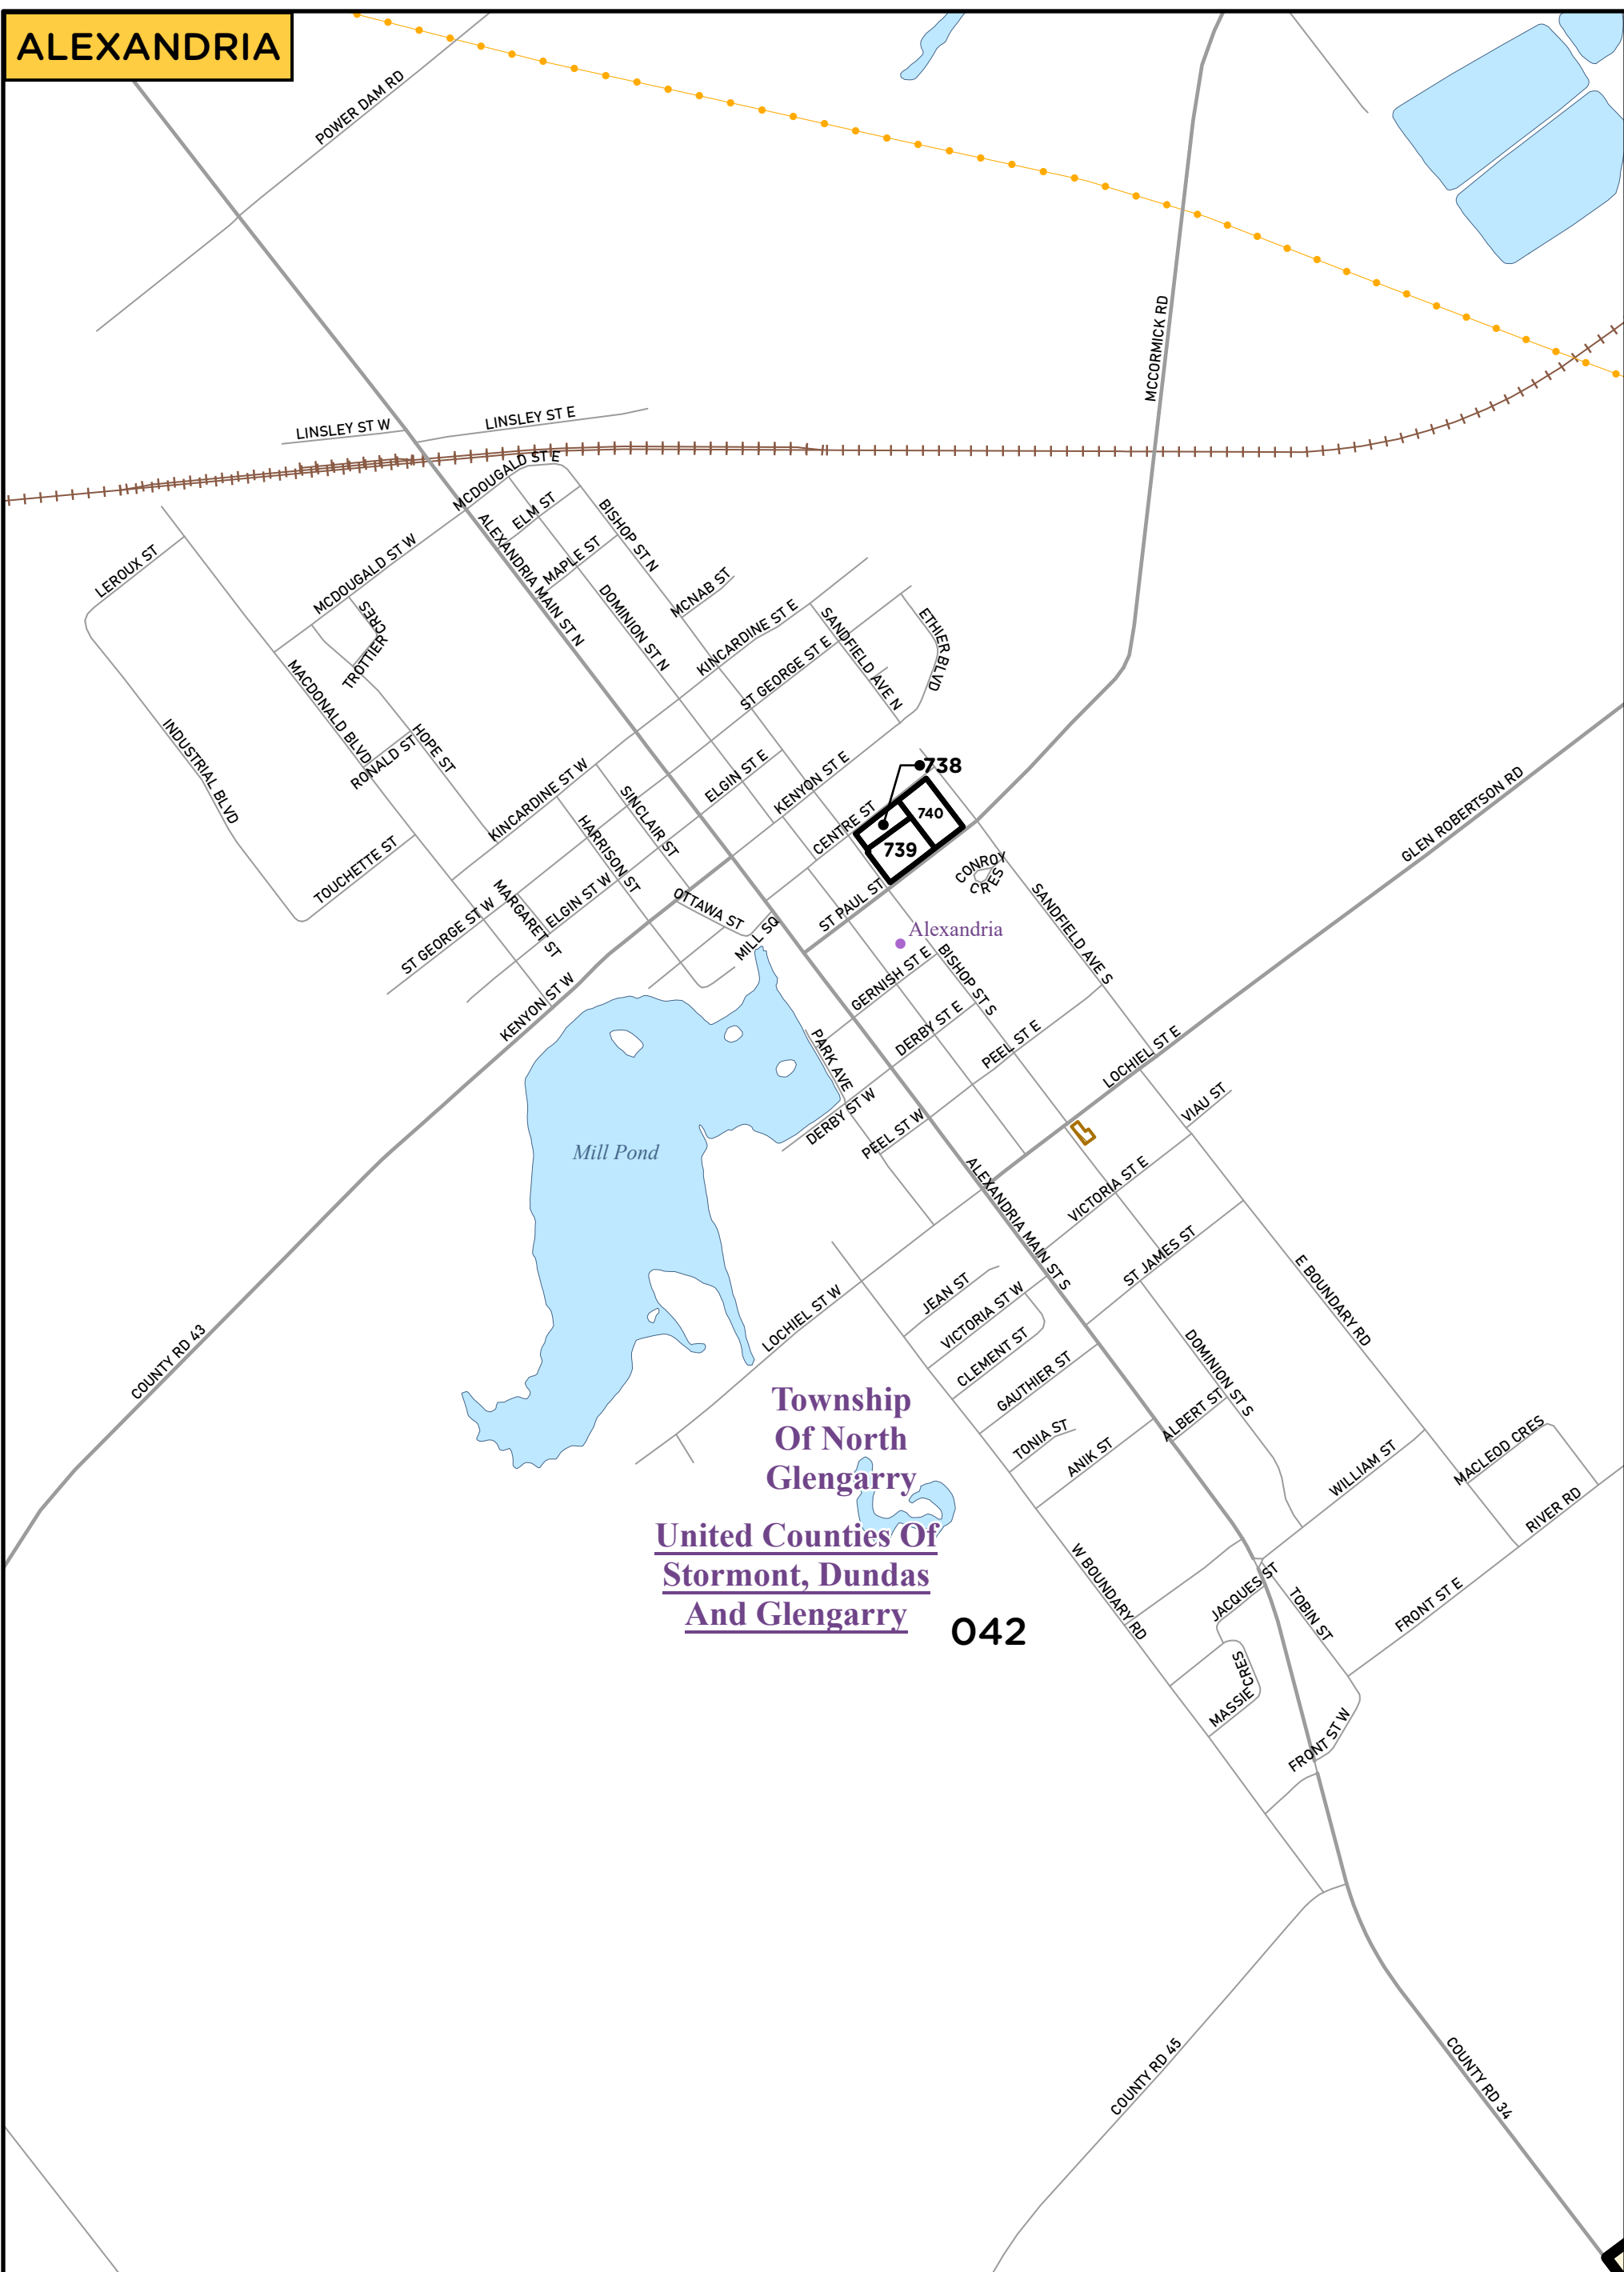 ALEXANDRIA
POWER DAM RD
MCCORMICK RD
LINSLEY ST W
LINSLEY ST E
MCDOUGALD ST E
ELM ST
BISHOP ST N
ALEXANDRIA MAIN ST N
MAPLE ST
LEROUX ST
MCDOUGALD ST W
MCNAB ST
DOMINION ST N
KINCARDINE ST E
SANDFIELD AVE N
ETHIER BLVD
TROTTIER
CRES
ST GEORGE ST E
MACDONALD BLVD
INDUSTRIAL BLVD
RONALD ST
HOPE ST
ELGIN ST E
KENYON ST E
738
740
739
KINCARDINE ST W
SINCLAIR ST
CENTRE ST
HARRISON ST
GLEN ROBERTSON RD
TOUCHETTE ST
CONROY
CRES
ST GEORGE ST W
MARGARET ST
ELGIN ST W
OTTAWA ST
MILL SQ
ST PAUL ST
SANDFIELD AVE S
Alexandria
KENYON ST W
GERNISH ST E
BISHOP ST S
PARK AVE
DERBY ST E
PEEL ST E
LOCHIEL ST E
DERBY ST W
PEEL ST W
VIAU ST
Mill Pond
ALEXANDRIA MAIN ST S
VICTORIA ST E
ST JAMES ST
E BOUNDARY RD
JEAN ST
LOCHIEL ST W
VICTORIA ST W
CLEMENT ST
COUNTY RD 43
GAUTHIER ST
DOMINION ST S
ALBERT ST
Township
Of North
Glengarry
TONIA ST
ANIK ST
WILLIAM ST
MACLEOD CRES
RIVER RD
United Counties Of
Stormont, Dundas
And Glengarry
042
W BOUNDARY RD
JACQUES ST
TOBIN ST
FRONT ST E
MASSIE
CRES
FRONT ST W
COUNTY RD 45
COUNTY RD 34